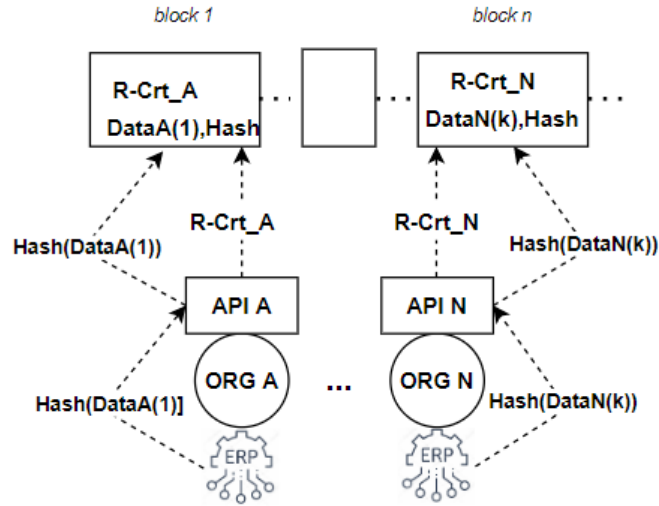 block 1
block n
R-Crt_A
DataA(1),Hash
R-Crt_N
DataN(k),Hash
R-Crt_A
R-Crt_N
Hash(DataA(1))
Hash(DataN(k))
API A
API N
ORG A
...
ORG N
Hash(DataA(1)]
Hash(DataN(k))
ERP
ERP